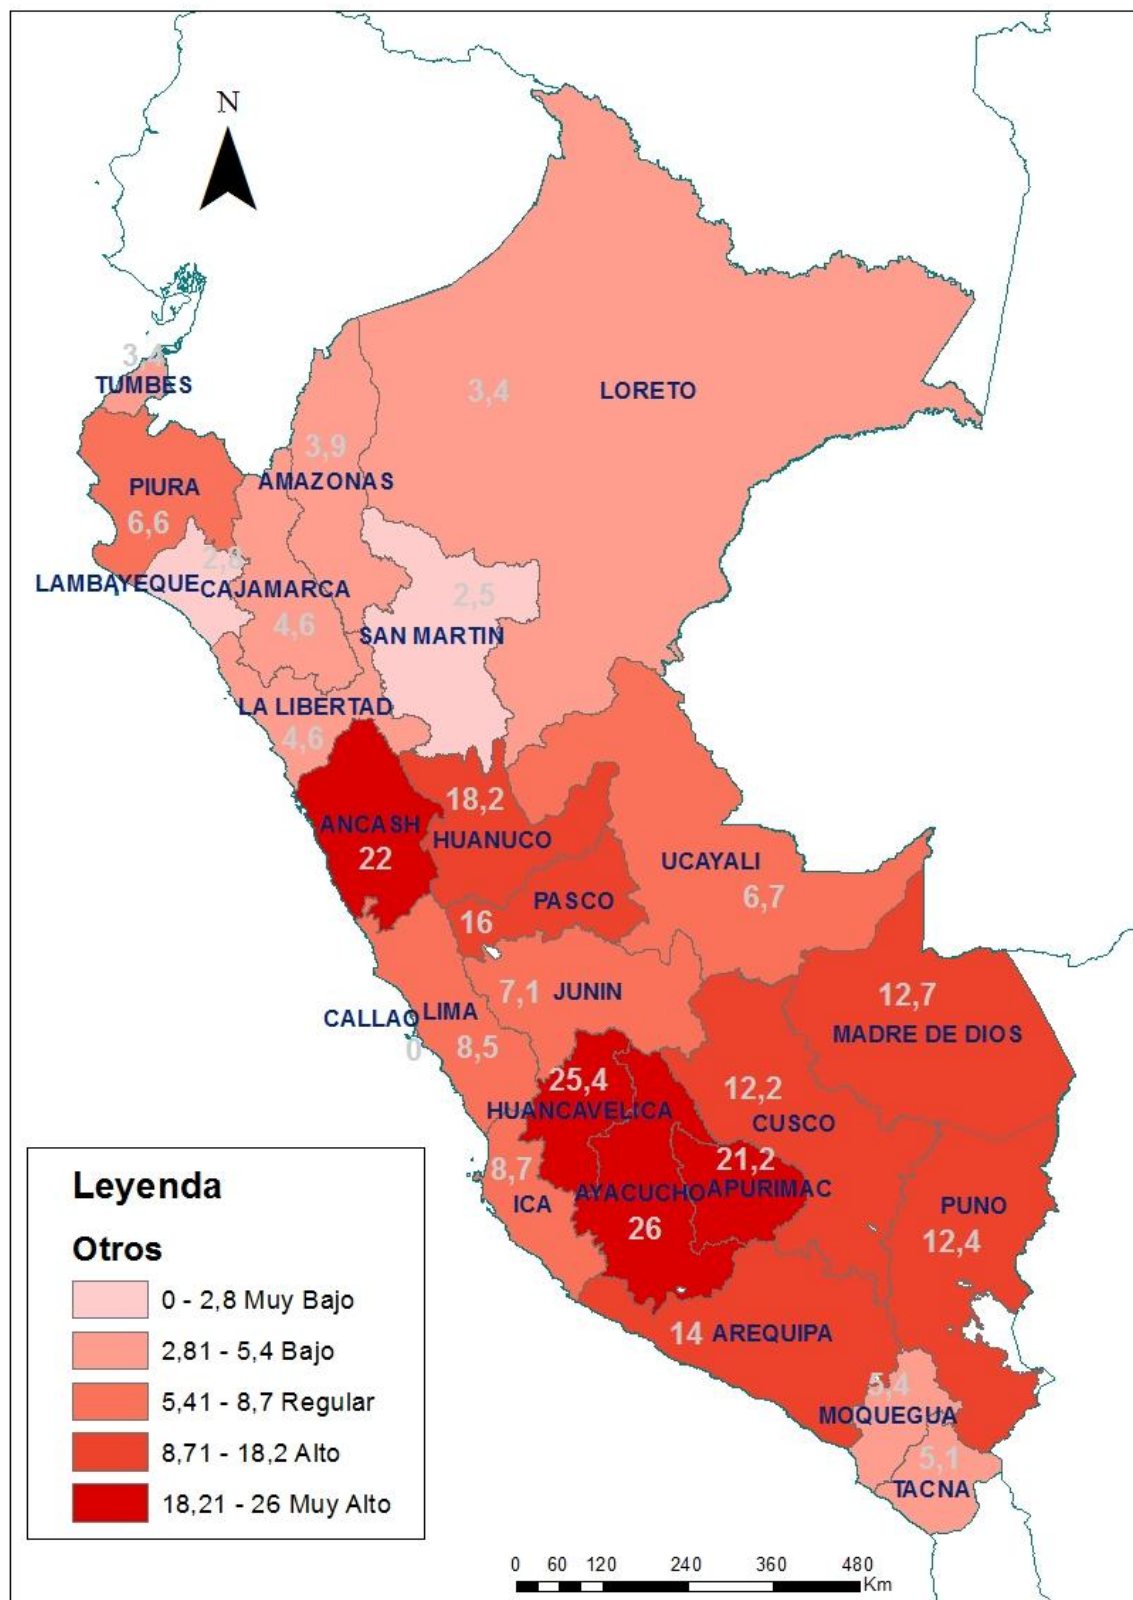 N
3,4
TUMBES
3,4
LORETO
3,9
AMAZONAS
PIURA
6,6
2,8
LAMBAYEQUE
CAJAMARCA
2,5
4,6
SAN MARTIN
LA LIBERTAD
4,6
18,2
ANCASH
HUANUCO
22
UCAYALI
6,7
PASCO
16
7,1
JUNIN
12,7
MADRE DE DIOS
CALLAO
LIMA
0
8,5
25,4
HUANCAVELICA
12,2
CUSCO
8,7
ICA
21,2
AYACUCHO
APURIMAC
26
PUNO
12,4
14
AREQUIPA
5,4
MOQUEGUA
5,1
TACNA
Leyenda
Otros
0 - 2,8 Muy Bajo
2,81 - 5,4 Bajo
5,41 - 8,7 Regular
8,71 - 18,2 Alto
18,21 - 26 Muy Alto
0 60 120 240 360 480
Km